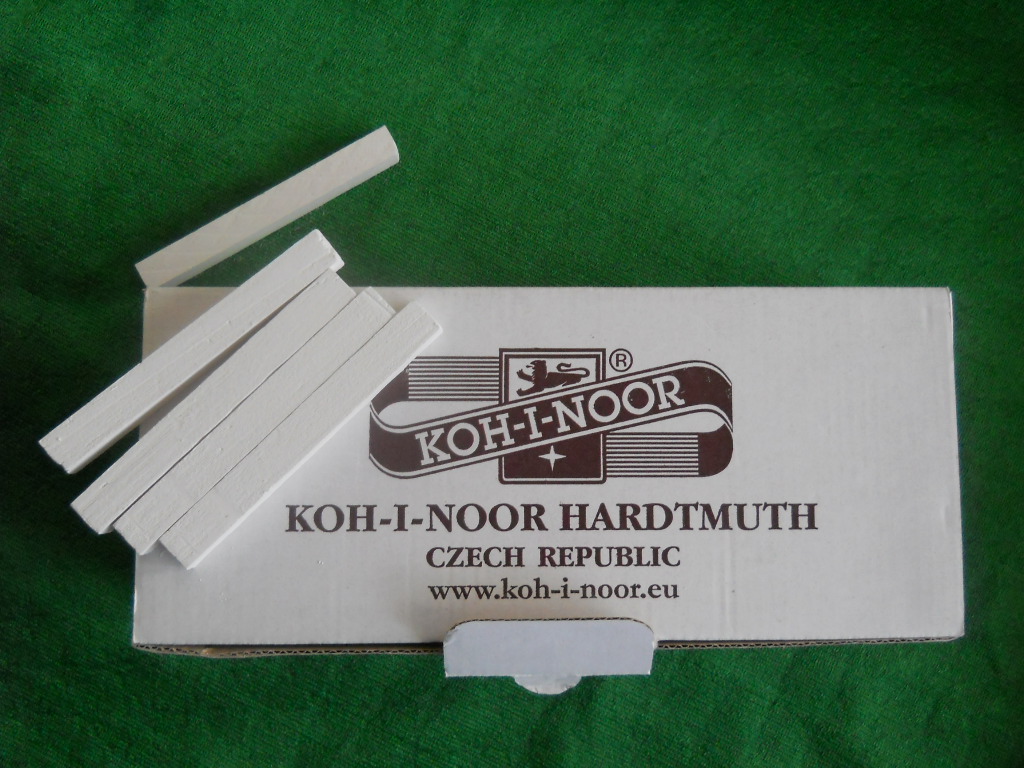 ®
KOH-I-NOOR
KOH-I-NOOR HARDTMUTH
CZECH REPUBLIC
www.koh-i-noor.eu